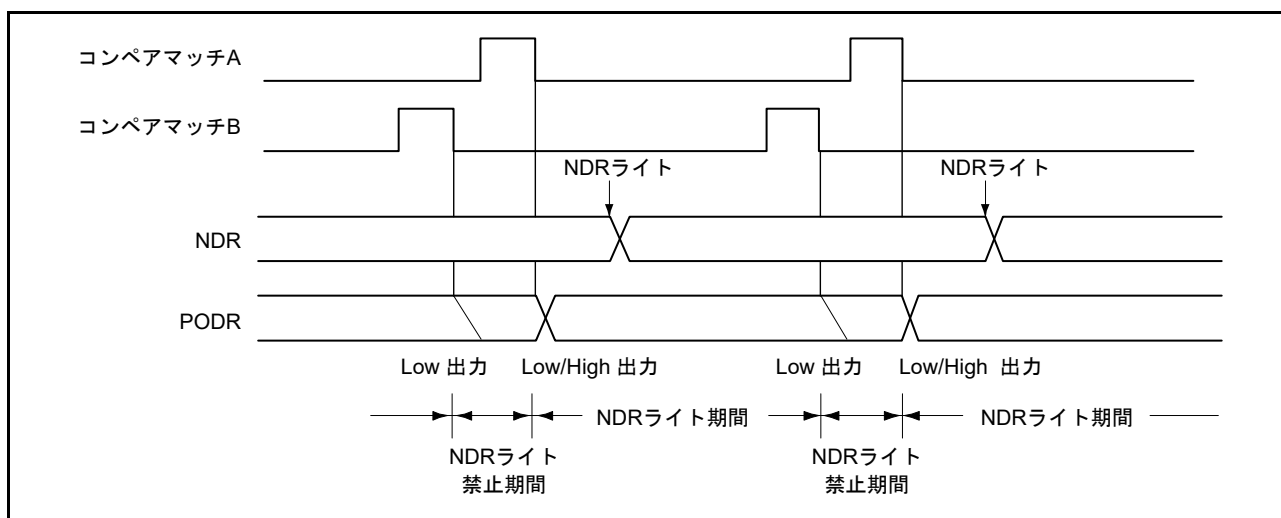 コンペアマッチA
コンペアマッチB
NDRライト NDRライト
NDR
PODR
Low 出力 Low/High 出力 Low 出力 Low/High 出力
NDRライト期間 NDRライト期間
NDRライト NDRライト
禁止期間 禁止期間